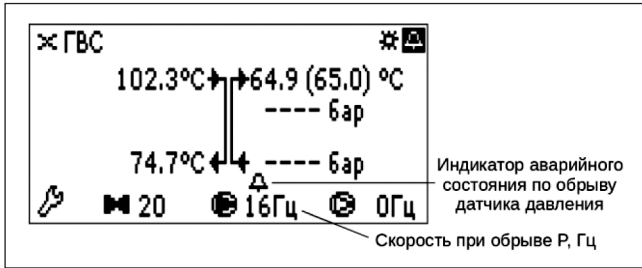 ГВС
102.3°C 64.9 (65.0) °C
---- бар
74.7°C ---- бар
20 16Гц 0Гц
Индикатор аварийного
состояния по обрыву
датчика давления
Скорость при обрыве P, Гц